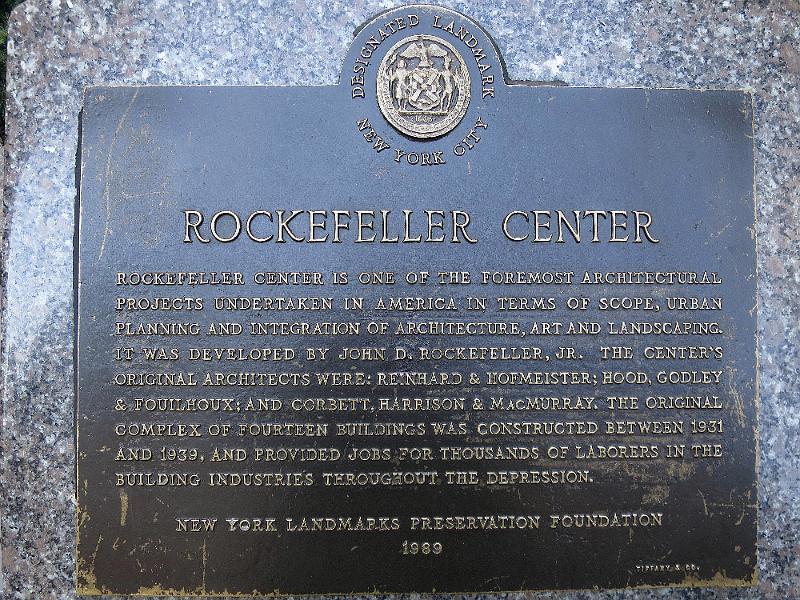 DESIGNATED LANDMARK
NEW YORK CITY
ROCKEFELLER CENTER
ROCKEFELLER CENTER IS ONE OF THE FOREMOST ARCHITECTURAL
PROJECTS UNDERTAKEN IN AMERICA IN TERMS OF SCOPE, URBAN
PLANNING AND INTEGRATION OF ARCHITECTURE, ART AND LANDSCAPING.
IT WAS DEVELOPED BY JOHN D. ROCKEFELLER, JR. THE CENTER'S
ORIGINAL ARCHITECTS WERE: REINHARD & HOFMEISTER; HOOD, GODLEY
& FOUILHOUX; AND CORBETT, HARRISON & MACMURRAY. THE ORIGINAL
COMPLEX OF FOURTEEN BUILDINGS WAS CONSTRUCTED BETWEEN 1931
AND 1939, AND PROVIDED JOBS FOR THOUSANDS OF LABORERS IN THE
BUILDING INDUSTRIES THROUGHOUT THE DEPRESSION.
NEW YORK LANDMARKS PRESERVATION FOUNDATION
1989
TIFFANY & CO.